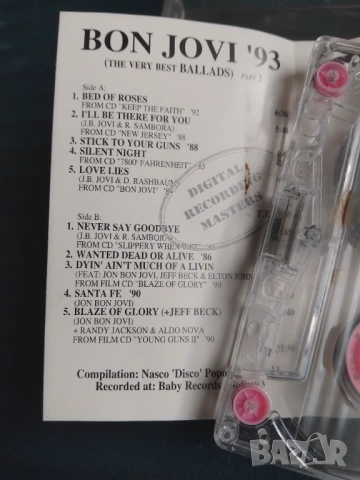 BON JOVI '93
(THE VERY BEST BALLADS) PART 2
Side A:
1. BED OF ROSES
FROM CD "KEEP THE FAITH" '92
2. I'LL BE THERE FOR YOU
(J.B. JOVI & R. SAMBORA)
FROM CD "NEW JERSEY" '88
3. STICK TO YOUR GUNS '88
4. SILENT NIGHT
FROM CD "7800° FAHRENHEIT"
5. LOVE LIES
(J.B. JOVI & D. RASHBAUM)
FROM CD "BON JOVI"
Side B:
1. NEVER SAY GOODBYE
(J.B. JOVI & R. SAMBORA)
FROM CD "SLIPPERY WHEN
2. WANTED DEAD OR ALIVE '86
3. DYIN' AIN'T MUCH OF A LIVIN
(FEAT: JON BON JOVI, JEFF BECK & ELTON JOHN
FROM CD "BLAZE OF GLORY" '90
4. SANTA FE '90
(JON BON JOVI)
5. BLAZE OF GLORY (+JEFF BECK)
(JON BON JOVI)
+ RANDY JACKSON & ALDO NOVA
FROM FILM CD "YOUNG GUNS II" '90
DIGITAL
RECORDING
MASTERS
Compilation: Nasco 'Disco' Popo
Recorded at: Baby Records
BAZAR